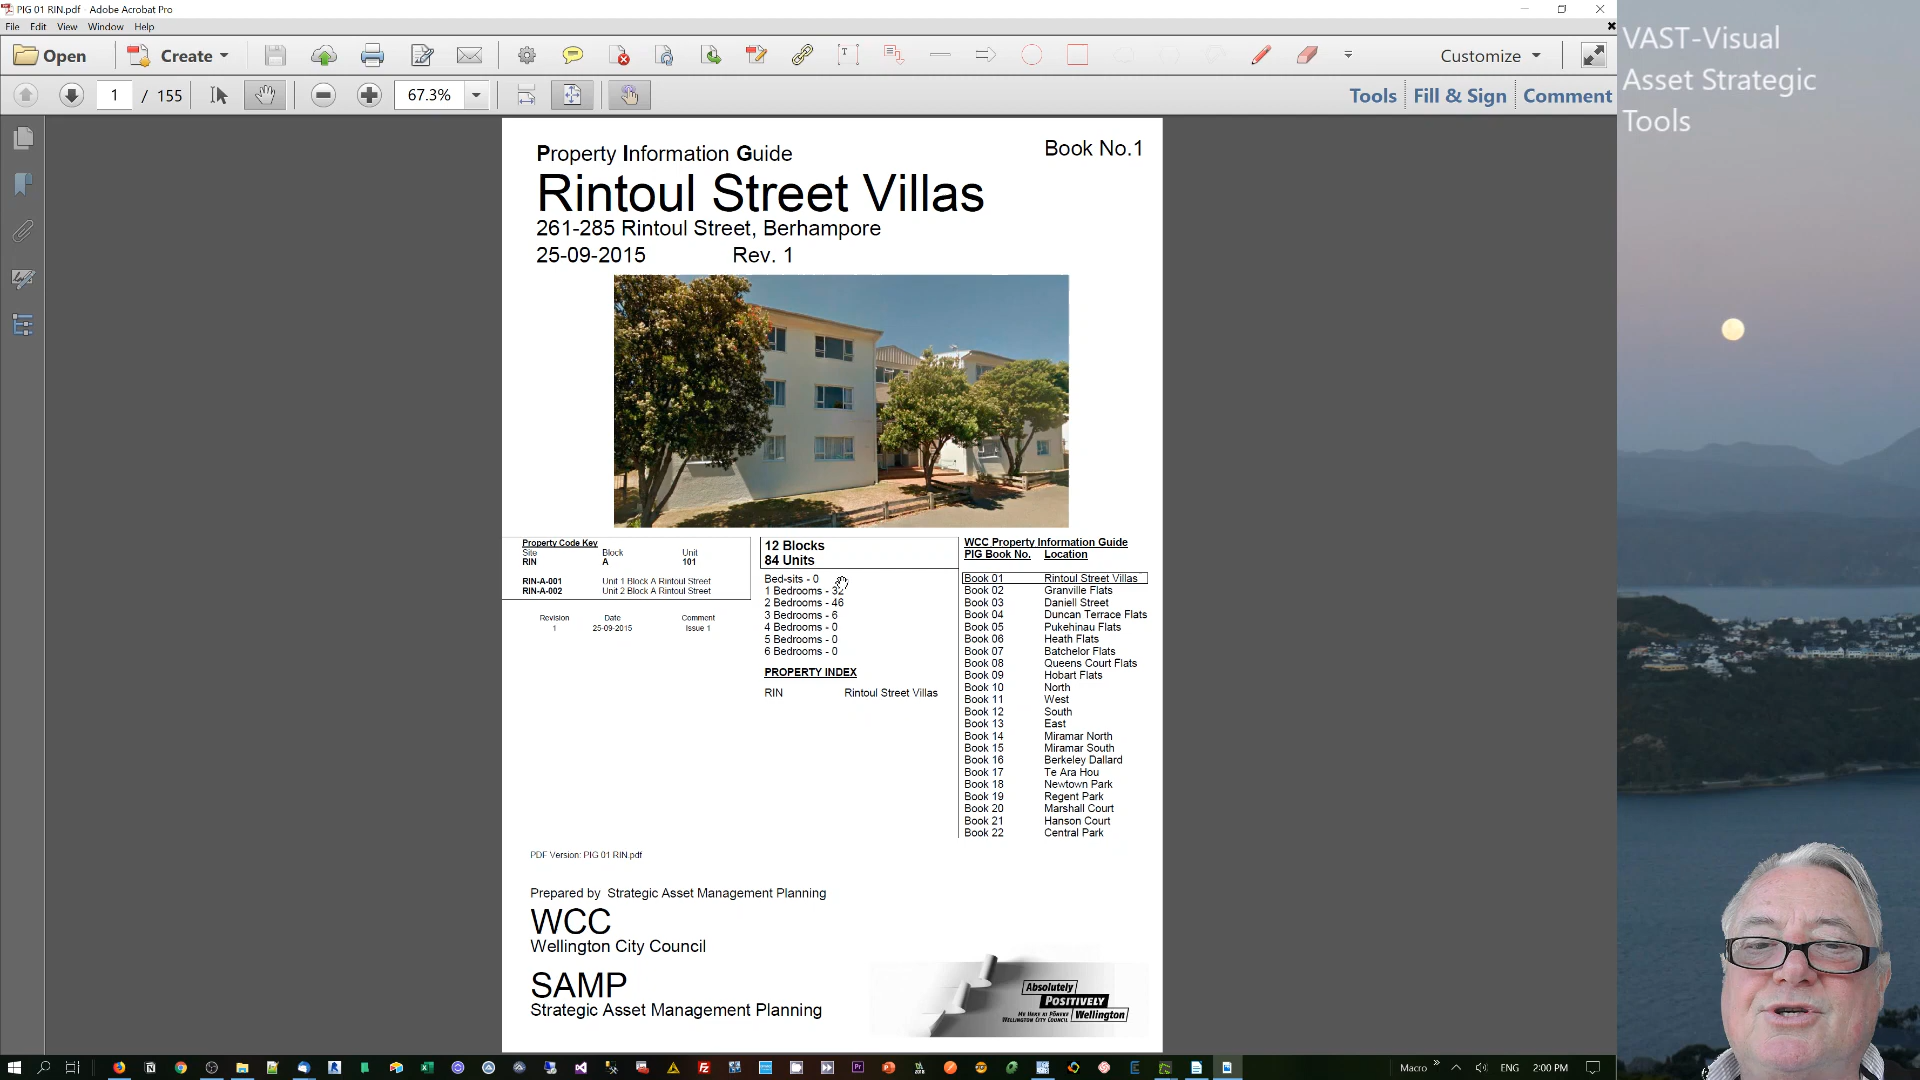 PIG 01 RIN.pdf - Adobe Acrobat Pro
File Edit View Window Help
Open Create Customize
1 / 155 67.3% Tools Fill & Sign Comment
VAST-Visual
Asset Strategic
Tools
Property Information Guide
Book No.1
Rintoul Street Villas
261-285 Rintoul Street, Berhampore
25-09-2015 Rev. 1
Property Code Key
Site Block Unit
RIN A 101
RIN-A-001 Unit 1 Block A Rintoul Street
RIN-A-002 Unit 2 Block A Rintoul Street
Revision Date Comment
1 25-09-2015 Issue 1
12 Blocks
84 Units
Bed-sits - 0
1 Bedrooms - 32
2 Bedrooms - 46
3 Bedrooms - 6
4 Bedrooms - 0
5 Bedrooms - 0
6 Bedrooms - 0
PROPERTY INDEX
RIN Rintoul Street Villas
WCC Property Information Guide
PIG Book No. Location
Book 01 Rintoul Street Villas
Book 02 Granville Flats
Book 03 Daniell Street
Book 04 Duncan Terrace Flats
Book 05 Pukehinau Flats
Book 06 Heath Flats
Book 07 Batchelor Flats
Book 08 Queens Court Flats
Book 09 Hobart Flats
Book 10 North
Book 11 West
Book 12 South
Book 13 East
Book 14 Miramar North
Book 15 Miramar South
Book 16 Berkeley Dallard
Book 17 Te Ara Hou
Book 18 Newtown Park
Book 19 Regent Park
Book 20 Marshall Court
Book 21 Hanson Court
Book 22 Central Park
PDF Version: PIG 01 RIN.pdf
Prepared by Strategic Asset Management Planning
WCC
Wellington City Council
SAMP
Strategic Asset Management Planning
Absolutely
POSITIVELY
Wellington
ME HEKE KI PŌNEKE
WELLINGTON CITY COUNCIL
Macro ENG 2:00 PM